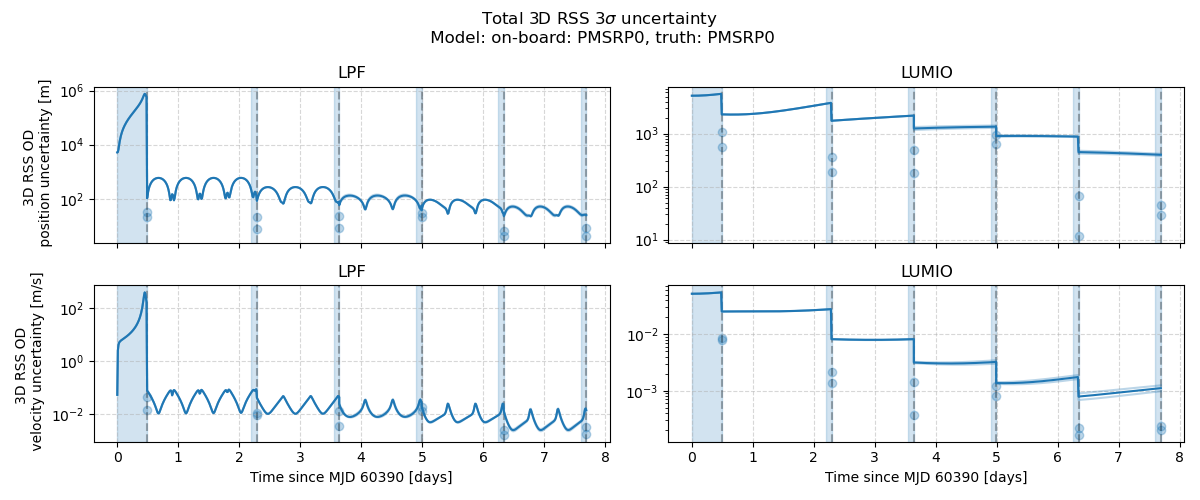 Total 3D RSS 3σ uncertainty
Model: on-board: PMSRP0, truth: PMSRP0
LPF
3D RSS OD
position uncertainty [m]
10^6
10^4
10^2
LUMIO
10^3
10^2
10^1
LPF
3D RSS OD
velocity uncertainty [m/s]
10^2
10^0
10^−2
0 1 2 3 4 5 6 7 8
Time since MJD 60390 [days]
LUMIO
10^−2
10^−3
0 1 2 3 4 5 6 7 8
Time since MJD 60390 [days]